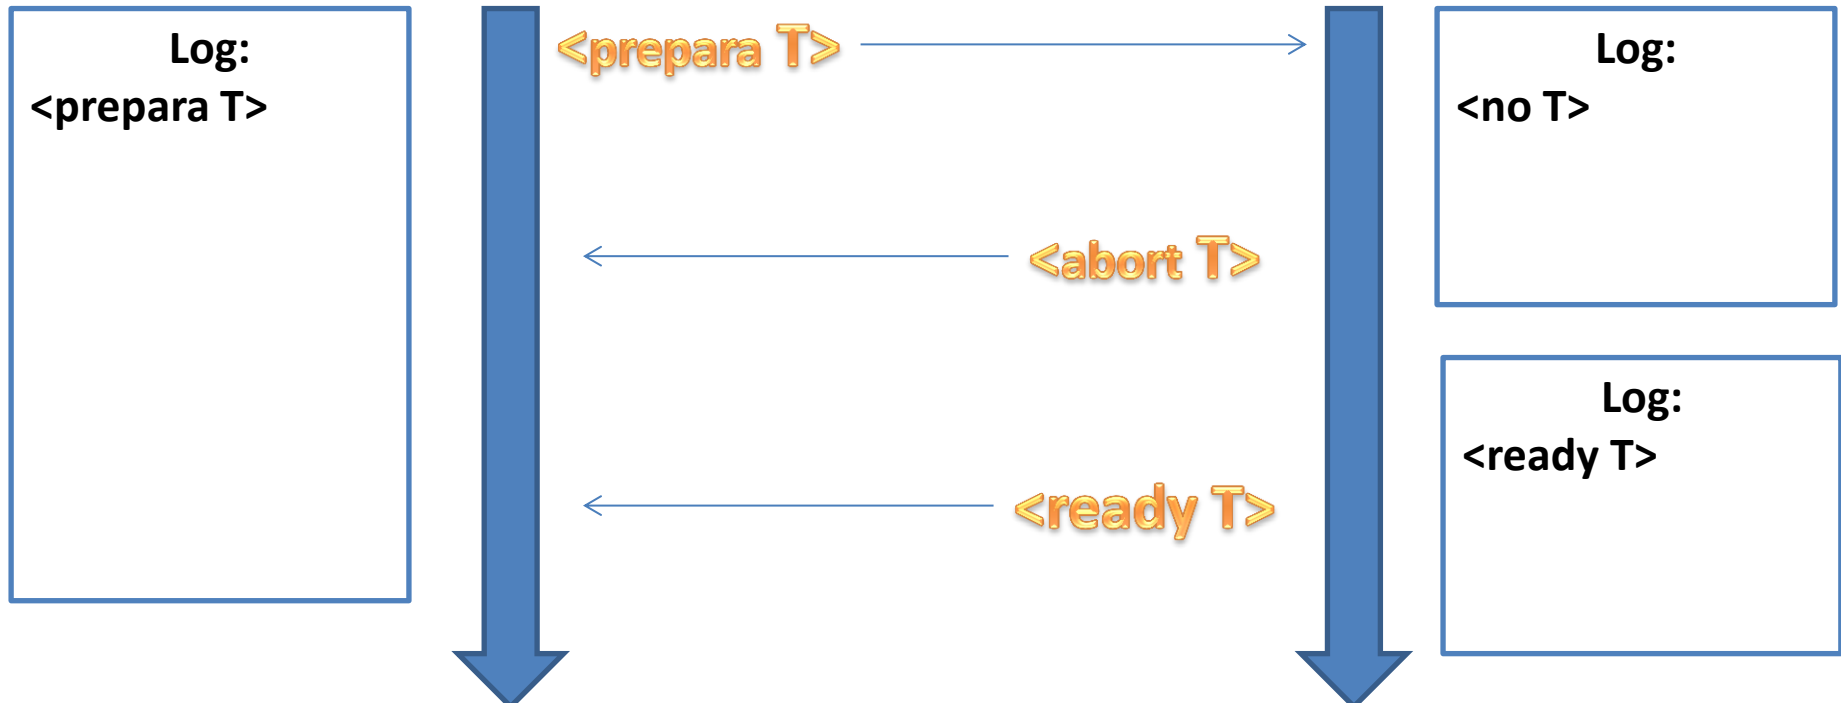 Log:
<prepara T>
<prepara T>
Log:
<no T>
<abort T>
Log:
<ready T>
<ready T>